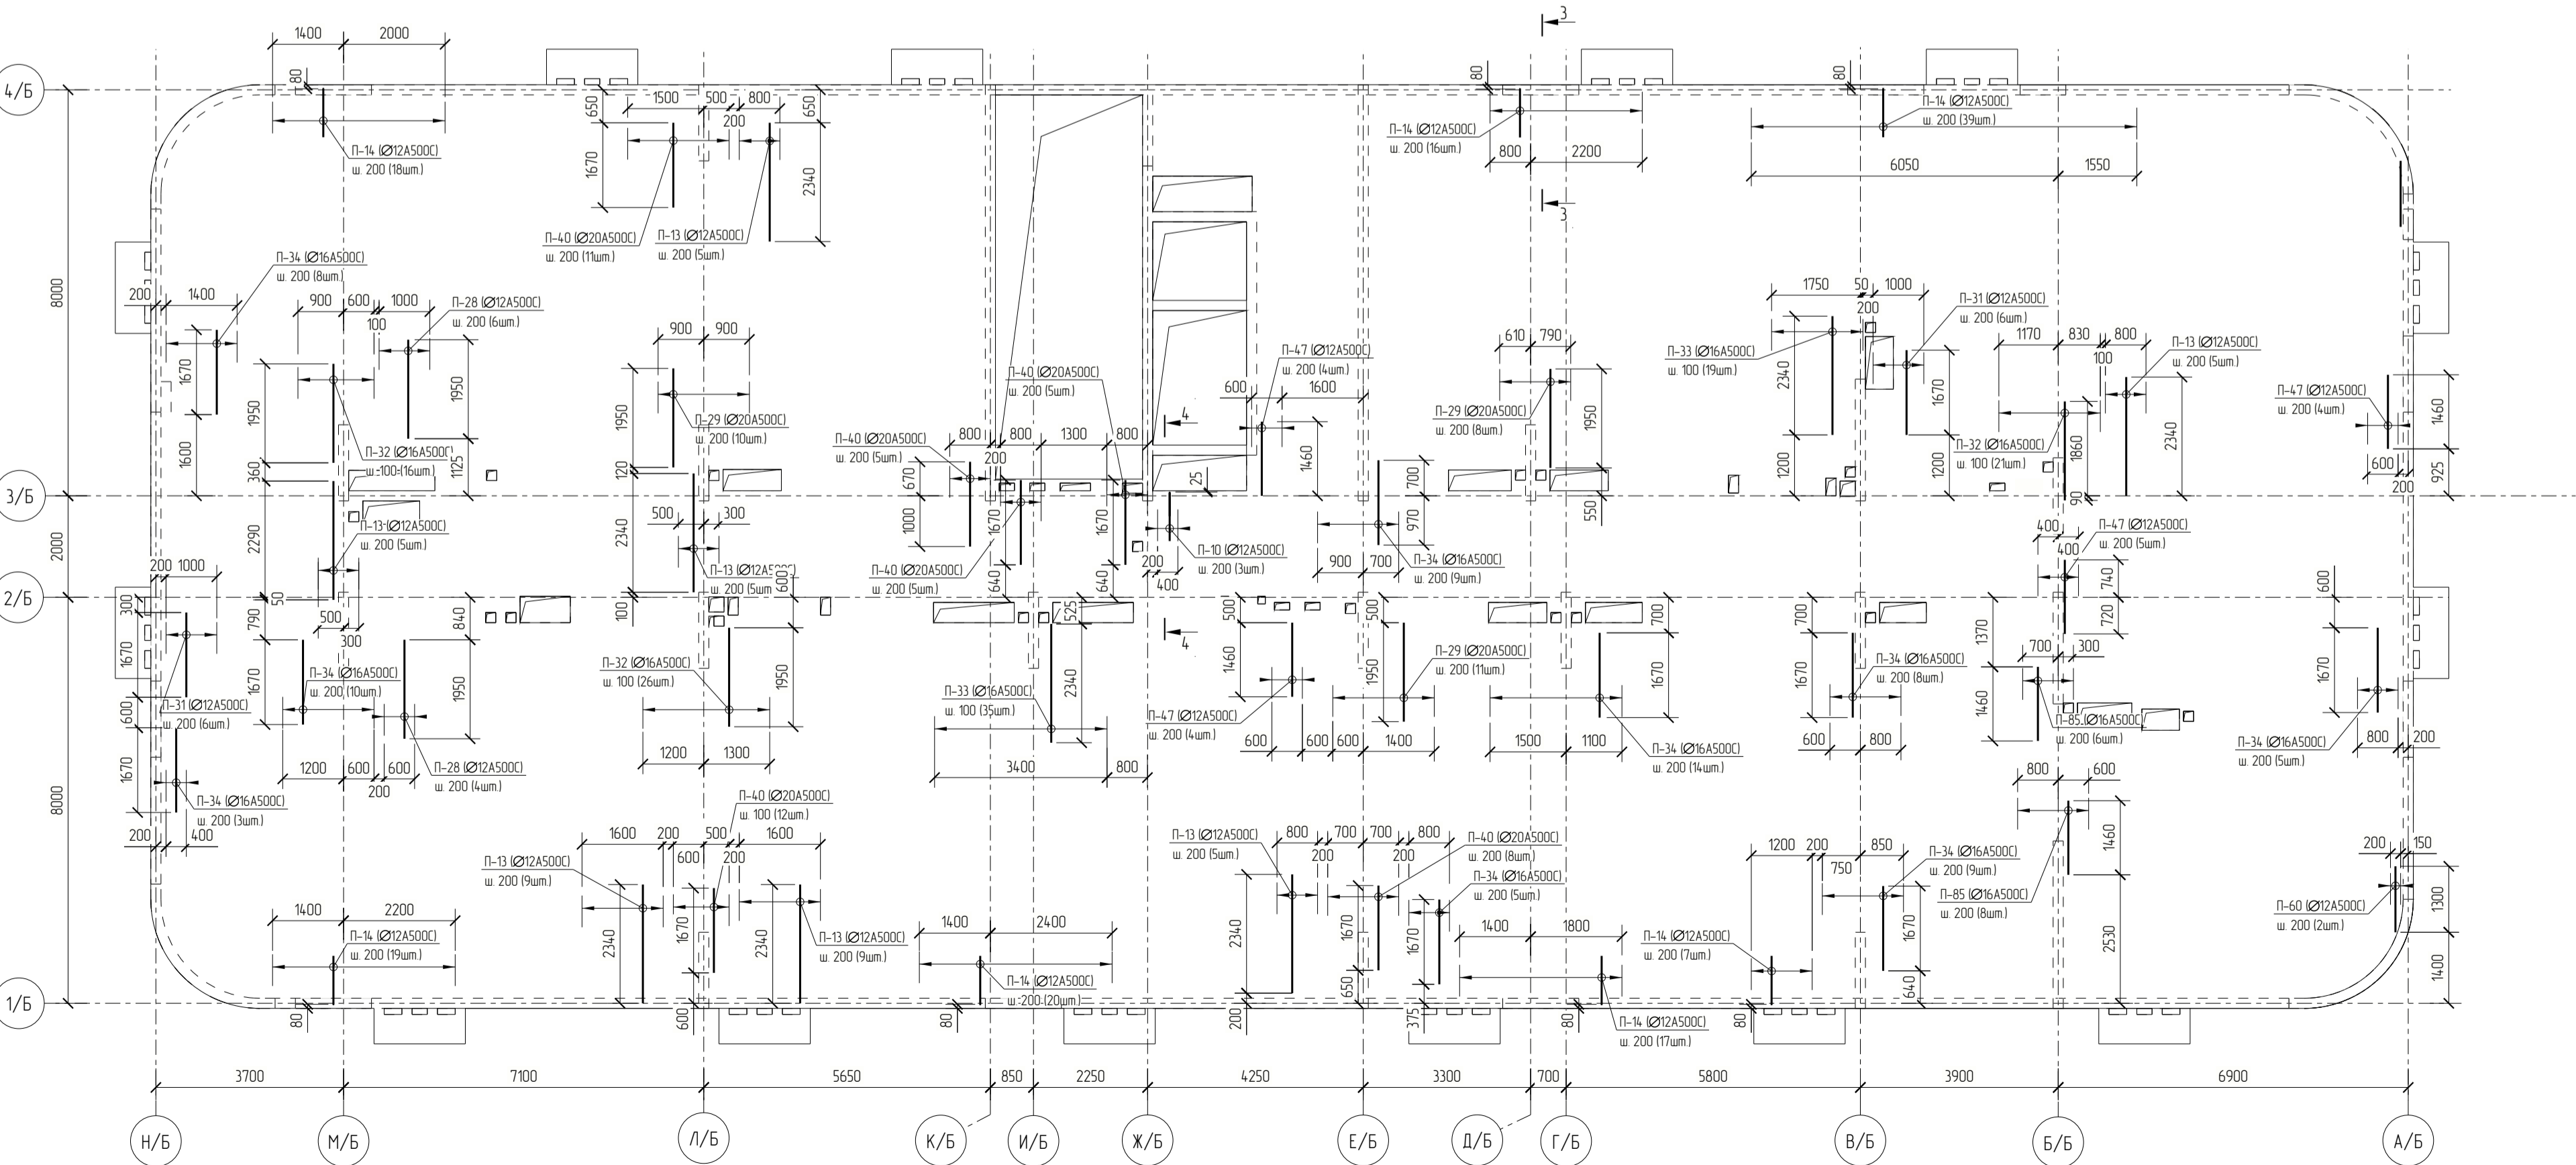 3
1400 2000
80
80
80
4/Б
650
1500 500 800
200
650
П-14 (Ø12А500С)
ш. 200 (39шт.)
П-14 (Ø12А500С)
ш. 200 (16шт.)
П-14 (Ø12А500С)
ш. 200 (18шт.)
1670
2340
800 2200
6050 1550
3
П-40 (Ø20А500С)
ш. 200 (11шт.)
П-13 (Ø12А500С)
ш. 200 (5шт.)
П-34 (Ø16А500С)
ш. 200 (8шт.)
8000
200 1400
900 600 1000
100
П-28 (Ø12А500С)
ш. 200 (6шт.)
1750 50 1000
200
П-31 (Ø12А500С)
ш. 200 (6шт.)
900 900
610 790
1170 830 800
100
П-13 (Ø12А500С)
ш. 200 (5шт.)
П-47 (Ø12А500С)
ш. 200 (4шт.)
П-33 (Ø16А500С)
ш. 100 (19шт.)
П-40 (Ø20А500С)
ш. 200 (5шт.)
1670
1950
1950
1950
600 1600
1950
2340
1670
2340
П-47 (Ø12А500С)
ш. 200 (4шт.)
1460
П-29 (Ø20А500С)
ш. 200 (10шт.)
П-29 (Ø20А500С)
ш. 200 (8шт.)
4
П-40 (Ø20А500С)
ш. 200 (5шт.)
800 800 1300 800
200
П-32 (Ø16А500С)
ш. 100 (16шт.)
П-32 (Ø16А500С)
ш. 100 (21шт.)
1860
1600
360
1125
120
670
1460
25
700
1200
1200
90
600
200
925
3/Б
П-13 (Ø12А500С)
ш. 200 (5шт.)
2290
2340
500 300
1000
1670
1670
970
550
400
400
П-47 (Ø12А500С)
ш. 200 (5шт.)
2000
П-10 (Ø12А500С)
ш. 200 (3шт.)
П-34 (Ø16А500С)
ш. 200 (9шт.)
200 1000
П-13 (Ø12А500С)
ш. 200 (5шт.)
П-40 (Ø20А500С)
ш. 200 (5шт.)
640
640
200
400
900 700
740
600
2/Б
300
50
790
840
100
600
525
500
500
700
700
1370
720
500
300
1670
1670
1950
1950
2340
1460
1950
1670
1670
1460
1670
700 300
П-34 (Ø16А500С)
ш. 200 (10шт.)
П-32 (Ø16А500С)
ш. 100 (26шт.)
П-29 (Ø20А500С)
ш. 200 (11шт.)
П-34 (Ø16А500С)
ш. 200 (8шт.)
4
П-33 (Ø16А500С)
ш. 100 (35шт.)
П-31 (Ø12А500С)
ш. 200 (6шт.)
П-47 (Ø12А500С)
ш. 200 (4шт.)
П-85 (Ø16А500С)
ш. 200 (6шт.)
600
1200 1300
600 600 600 1400
1500 1100
П-34 (Ø16А500С)
ш. 200 (14шт.)
600 800
П-34 (Ø16А500С)
ш. 200 (5шт.)
800 200
1670
1200 600 600
200
П-28 (Ø12А500С)
ш. 200 (4шт.)
3400 800
800 600
8000
П-34 (Ø16А500С)
ш. 200 (3шт.)
200 400
П-40 (Ø20А500С)
ш. 100 (12шт.)
1600 200 500 1600
600 200
П-13 (Ø12А500С)
ш. 200 (5шт.)
800 700 700 800
200 200
П-40 (Ø20А500С)
ш. 200 (8шт.)
П-34 (Ø16А500С)
ш. 200 (5шт.)
1200 200 850
750
П-34 (Ø16А500С)
ш. 200 (9шт.)
1460
200 150
П-13 (Ø12А500С)
ш. 200 (9шт.)
П-85 (Ø16А500С)
ш. 200 (8шт.)
П-60 (Ø12А500С)
ш. 200 (2шт.)
1300
1400 2200
П-14 (Ø12А500С)
ш. 200 (19шт.)
2340
1670
2340
П-13 (Ø12А500С)
ш. 200 (9шт.)
1400 2400
П-14 (Ø12А500С)
ш. 200 (20шт.)
2340
1670
1670
1400 1800
П-14 (Ø12А500С)
ш. 200 (7шт.)
1670
2530
1400
1/Б
80
600
80
200
650
375
80
П-14 (Ø12А500С)
ш. 200 (17шт.)
80
640
3700 7100 5650 850 2250 4250 3300 700 5800 3900 6900
Н/Б М/Б Л/Б К/Б И/Б Ж/Б Е/Б Д/Б Г/Б В/Б Б/Б А/Б